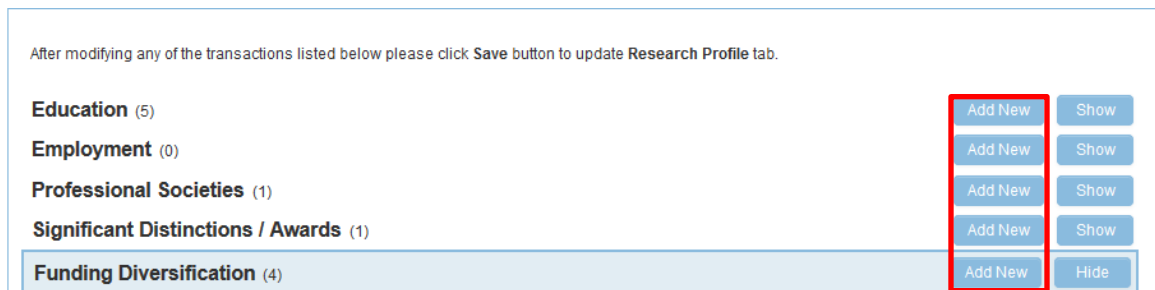 After modifying any of the transactions listed below please click Save button to update Research Profile tab.
Education (5) Add New Show
Employment (0) Add New Show
Professional Societies (1) Add New Show
Significant Distinctions / Awards (1) Add New Show
Funding Diversification (4) Add New Hide